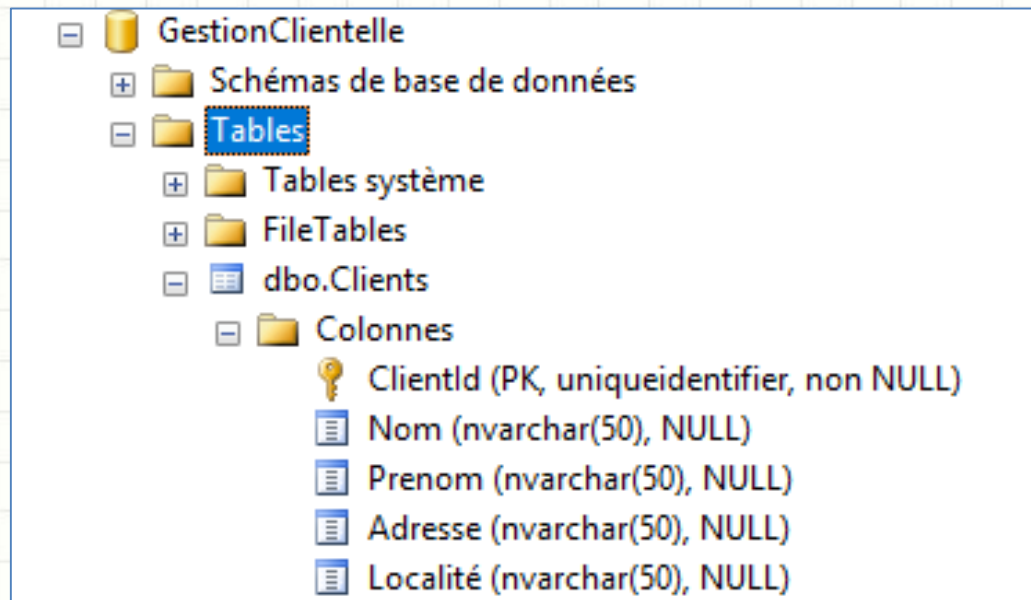 GestionClientelle
Schémas de base de données
Tables
Tables système
FileTables
dbo.Clients
Colonnes
ClientId (PK, uniqueidentifier, non NULL)
Nom (nvarchar(50), NULL)
Prenom (nvarchar(50), NULL)
Adresse (nvarchar(50), NULL)
Localité (nvarchar(50), NULL)